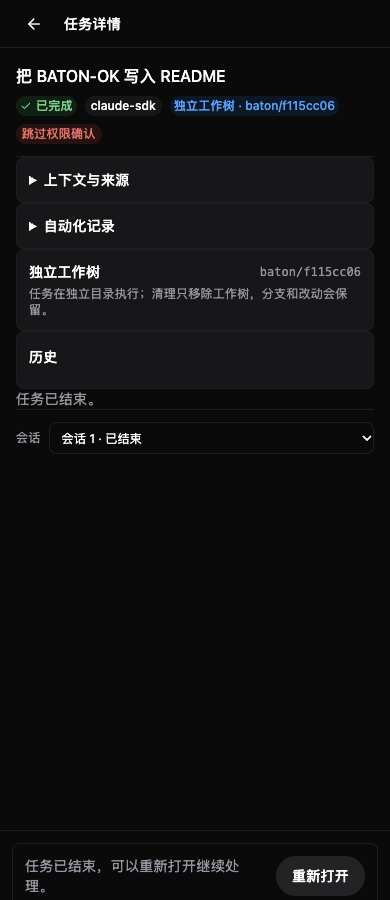 任务详情
把 BATON-OK 写入 README
已完成
claude-sdk
独立工作树 · baton/f115cc06
跳过权限确认
上下文与来源
自动化记录
独立工作树
baton/f115cc06
任务在独立目录执行；清理只移除工作树，分支和改动会保
留。
历史
任务已结束。
会话
会话 1 · 已结束
任务已结束，可以重新打开继续处
理。
重新打开